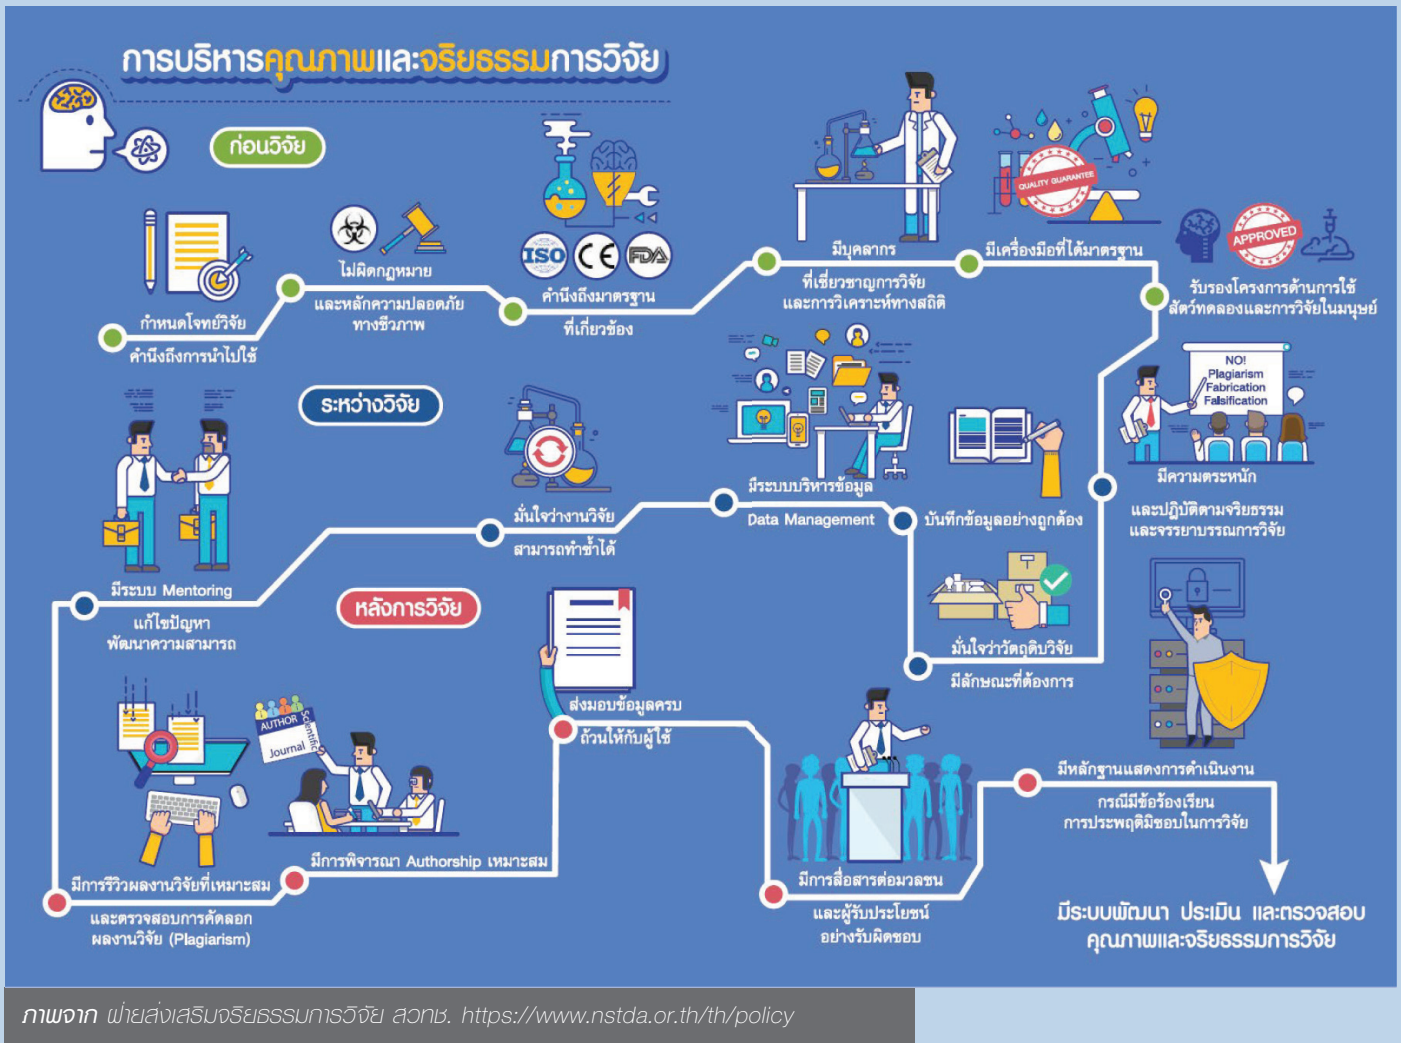 การบริหารคุณภาพและจริยธรรมการวิจัย
ก่อนวิจัย
กำหนดโจทย์วิจัย
คำนึงถึงการนำไปใช้
ไม่ผิดกฎหมาย
และหลักความปลอดภัย
ทางชีวภาพ
ISO
CE
FDA
คำนึงถึงมาตรฐาน
ที่เกี่ยวข้อง
มีบุคลากร
ที่เชี่ยวชาญการวิจัย
และการวิเคราะห์ทางสถิติ
QUALITY GUARANTEE
มีเครื่องมือที่ได้มาตรฐาน
APPROVED
รับรองโครงการด้านการใช้
สัตว์ทดลองและการวิจัยในมนุษย์
ระหว่างวิจัย
NO!
Plagiarism
Fabrication
Falsification
มีความตระหนัก
และปฏิบัติตามจริยธรรม
และจรรยาบรรณการวิจัย
มั่นใจว่าวัตถุดิบวิจัย
มีลักษณะที่ต้องการ
บันทึกข้อมูลอย่างถูกต้อง
มีระบบบริหารข้อมูล
Data Management
มั่นใจว่างานวิจัย
สามารถทำซ้ำได้
มีระบบ Mentoring
แก้ไขปัญหา
พัฒนาความสามารถ
หลังการวิจัย
มีการรีวิวผลงานวิจัยที่เหมาะสม
และตรวจสอบการคัดลอก
ผลงานวิจัย (Plagiarism)
AUTHOR
Scientific
Journal
มีการพิจารณา Authorship เหมาะสม
ส่งมอบข้อมูลครบ
ถ้วนให้กับผู้ใช้
มีการสื่อสารต่อมวลชน
และผู้รับประโยชน์
อย่างรับผิดชอบ
มีหลักฐานแสดงการดำเนินงาน
กรณีมีข้อร้องเรียน
การประพฤติมิชอบในการวิจัย
มีระบบพัฒนา ประเมิน และตรวจสอบ
คุณภาพและจริยธรรมการวิจัย
ภาพจาก ฝ่ายส่งเสริมจริยธรรมการวิจัย สวทช. https://www.nstda.or.th/th/policy